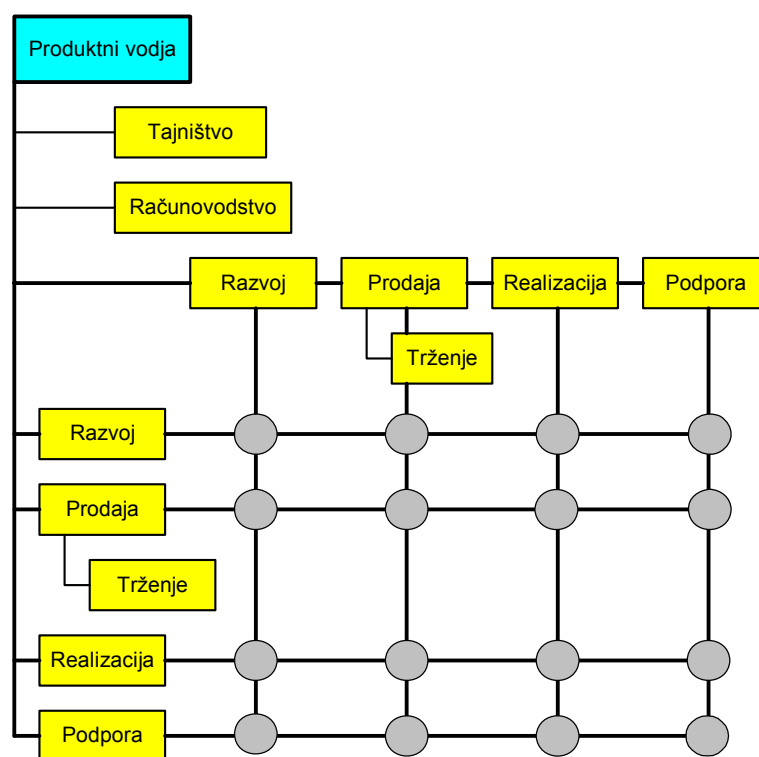 Produktni vodja
Tajništvo
Računovodstvo
Razvoj
Prodaja
Realizacija
Podpora
Trženje
Razvoj
Prodaja
Trženje
Realizacija
Podpora